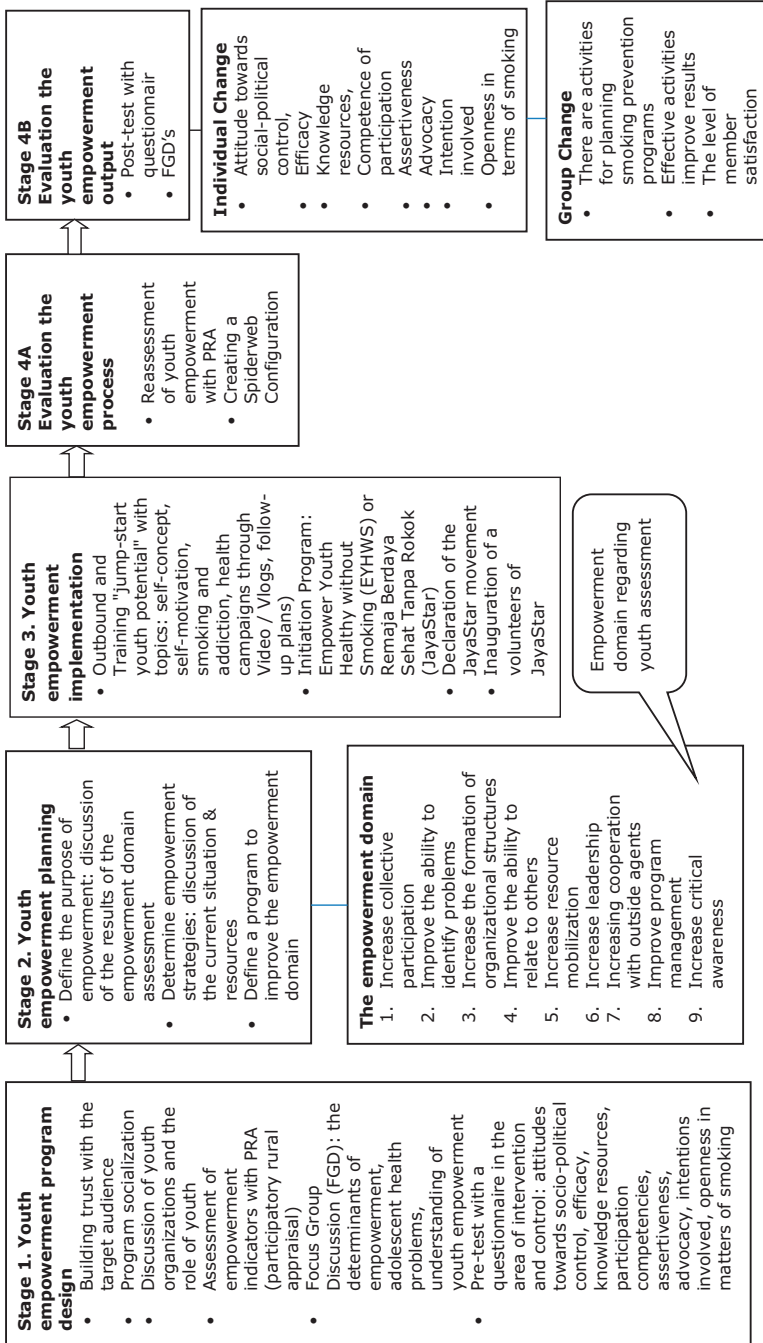 Stage 1. Youth
empowerment program
design
• Building trust with the
target audience
• Program socialization
• Discussion of youth
organizations and the
role of youth
• Assessment of
empowerment
indicators with PRA
(participatory rural
appraisal)
• Focus Group
Discussion (FGD): the
determinants of
empowerment,
adolescent health
problems,
understanding of
youth empowerment
• Pre-test with a
questionnaire in the
area of intervention
and control: attitudes
towards socio-political
control, efficacy,
knowledge resources,
participation
competencies,
assertiveness,
advocacy, intentions
involved, openness in
matters of smoking
Stage 2. Youth
empowerment planning
• Define the purpose of
empowerment: discussion
of the results of the
empowerment domain
assessment
• Determine empowerment
strategies: discussion of
the current situation &
resources
• Define a program to
improve the empowerment
domain
The empowerment domain
1. Increase collective
participation
2. Improve the ability to
identify problems
3. Increase the formation of
organizational structures
4. Improve the ability to
relate to others
5. Increase resource
mobilization
6. Increase leadership
7. Increasing cooperation
with outside agents
8. Improve program
management
9. Increase critical
awareness
Stage 3. Youth
empowerment
implementation
• Outbound and
Training "jump-start
youth potential" with
topics: self-concept,
self-motivation,
smoking and
addiction, health
campaigns through
Video / Vlogs, follow-
up plans)
• Initiation Program:
Empower Youth
Healthy without
Smoking (EYHWS) or
Remaja Berdaya
Sehat Tanpa Rokok
(JayaStar)
• Declaration of the
JayaStar movement
• Inauguration of a
volunteers of
JayaStar
Empowerment
domain regarding
youth assessment
Stage 4A
Evaluation the
youth
empowerment
process
• Reassessment
of youth
empowerment
with PRA
• Creating a
Spiderweb
Configuration
Stage 4B
Evaluation the
youth
empowerment
output
• Post-test with
questionnair
• FGD's
Individual Change
• Attitude towards
social-political
control,
• Efficacy
• Knowledge
resources,
• Competence of
participation
• Assertiveness
• Advocacy
• Intention
involved
• Openness in
terms of smoking
Group Change
• There are activities
for planning
smoking prevention
programs
• Effective activities
improve results
• The level of
member
satisfaction